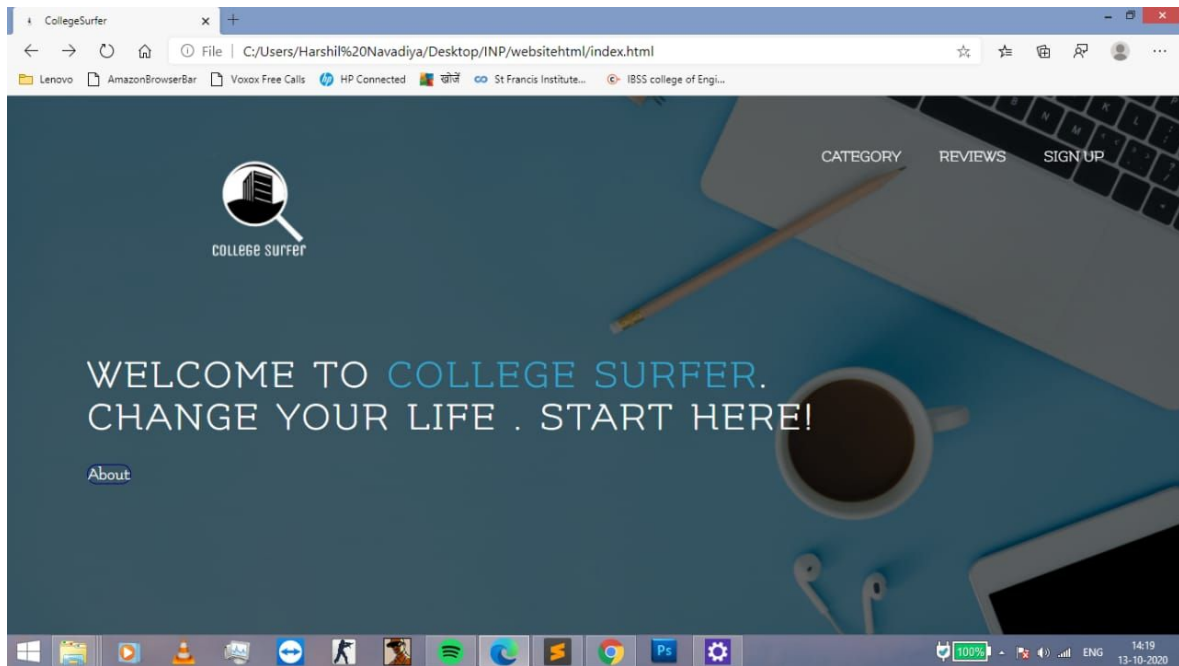 CollegeSurfer
File | C:/Users/Harshil%20Navadiya/Desktop/INP/websitehtml/index.html
Lenovo AmazonBrowserBar Voxox Free Calls HP Connected खोजें St Francis Institute... IBSS college of Engi...
CATEGORY REVIEWS SIGN UP
COLLEGE SURFER
WELCOME TO COLLEGE SURFER.
CHANGE YOUR LIFE . START HERE!
About
Ps 100% ENG 14:19
13-10-2020